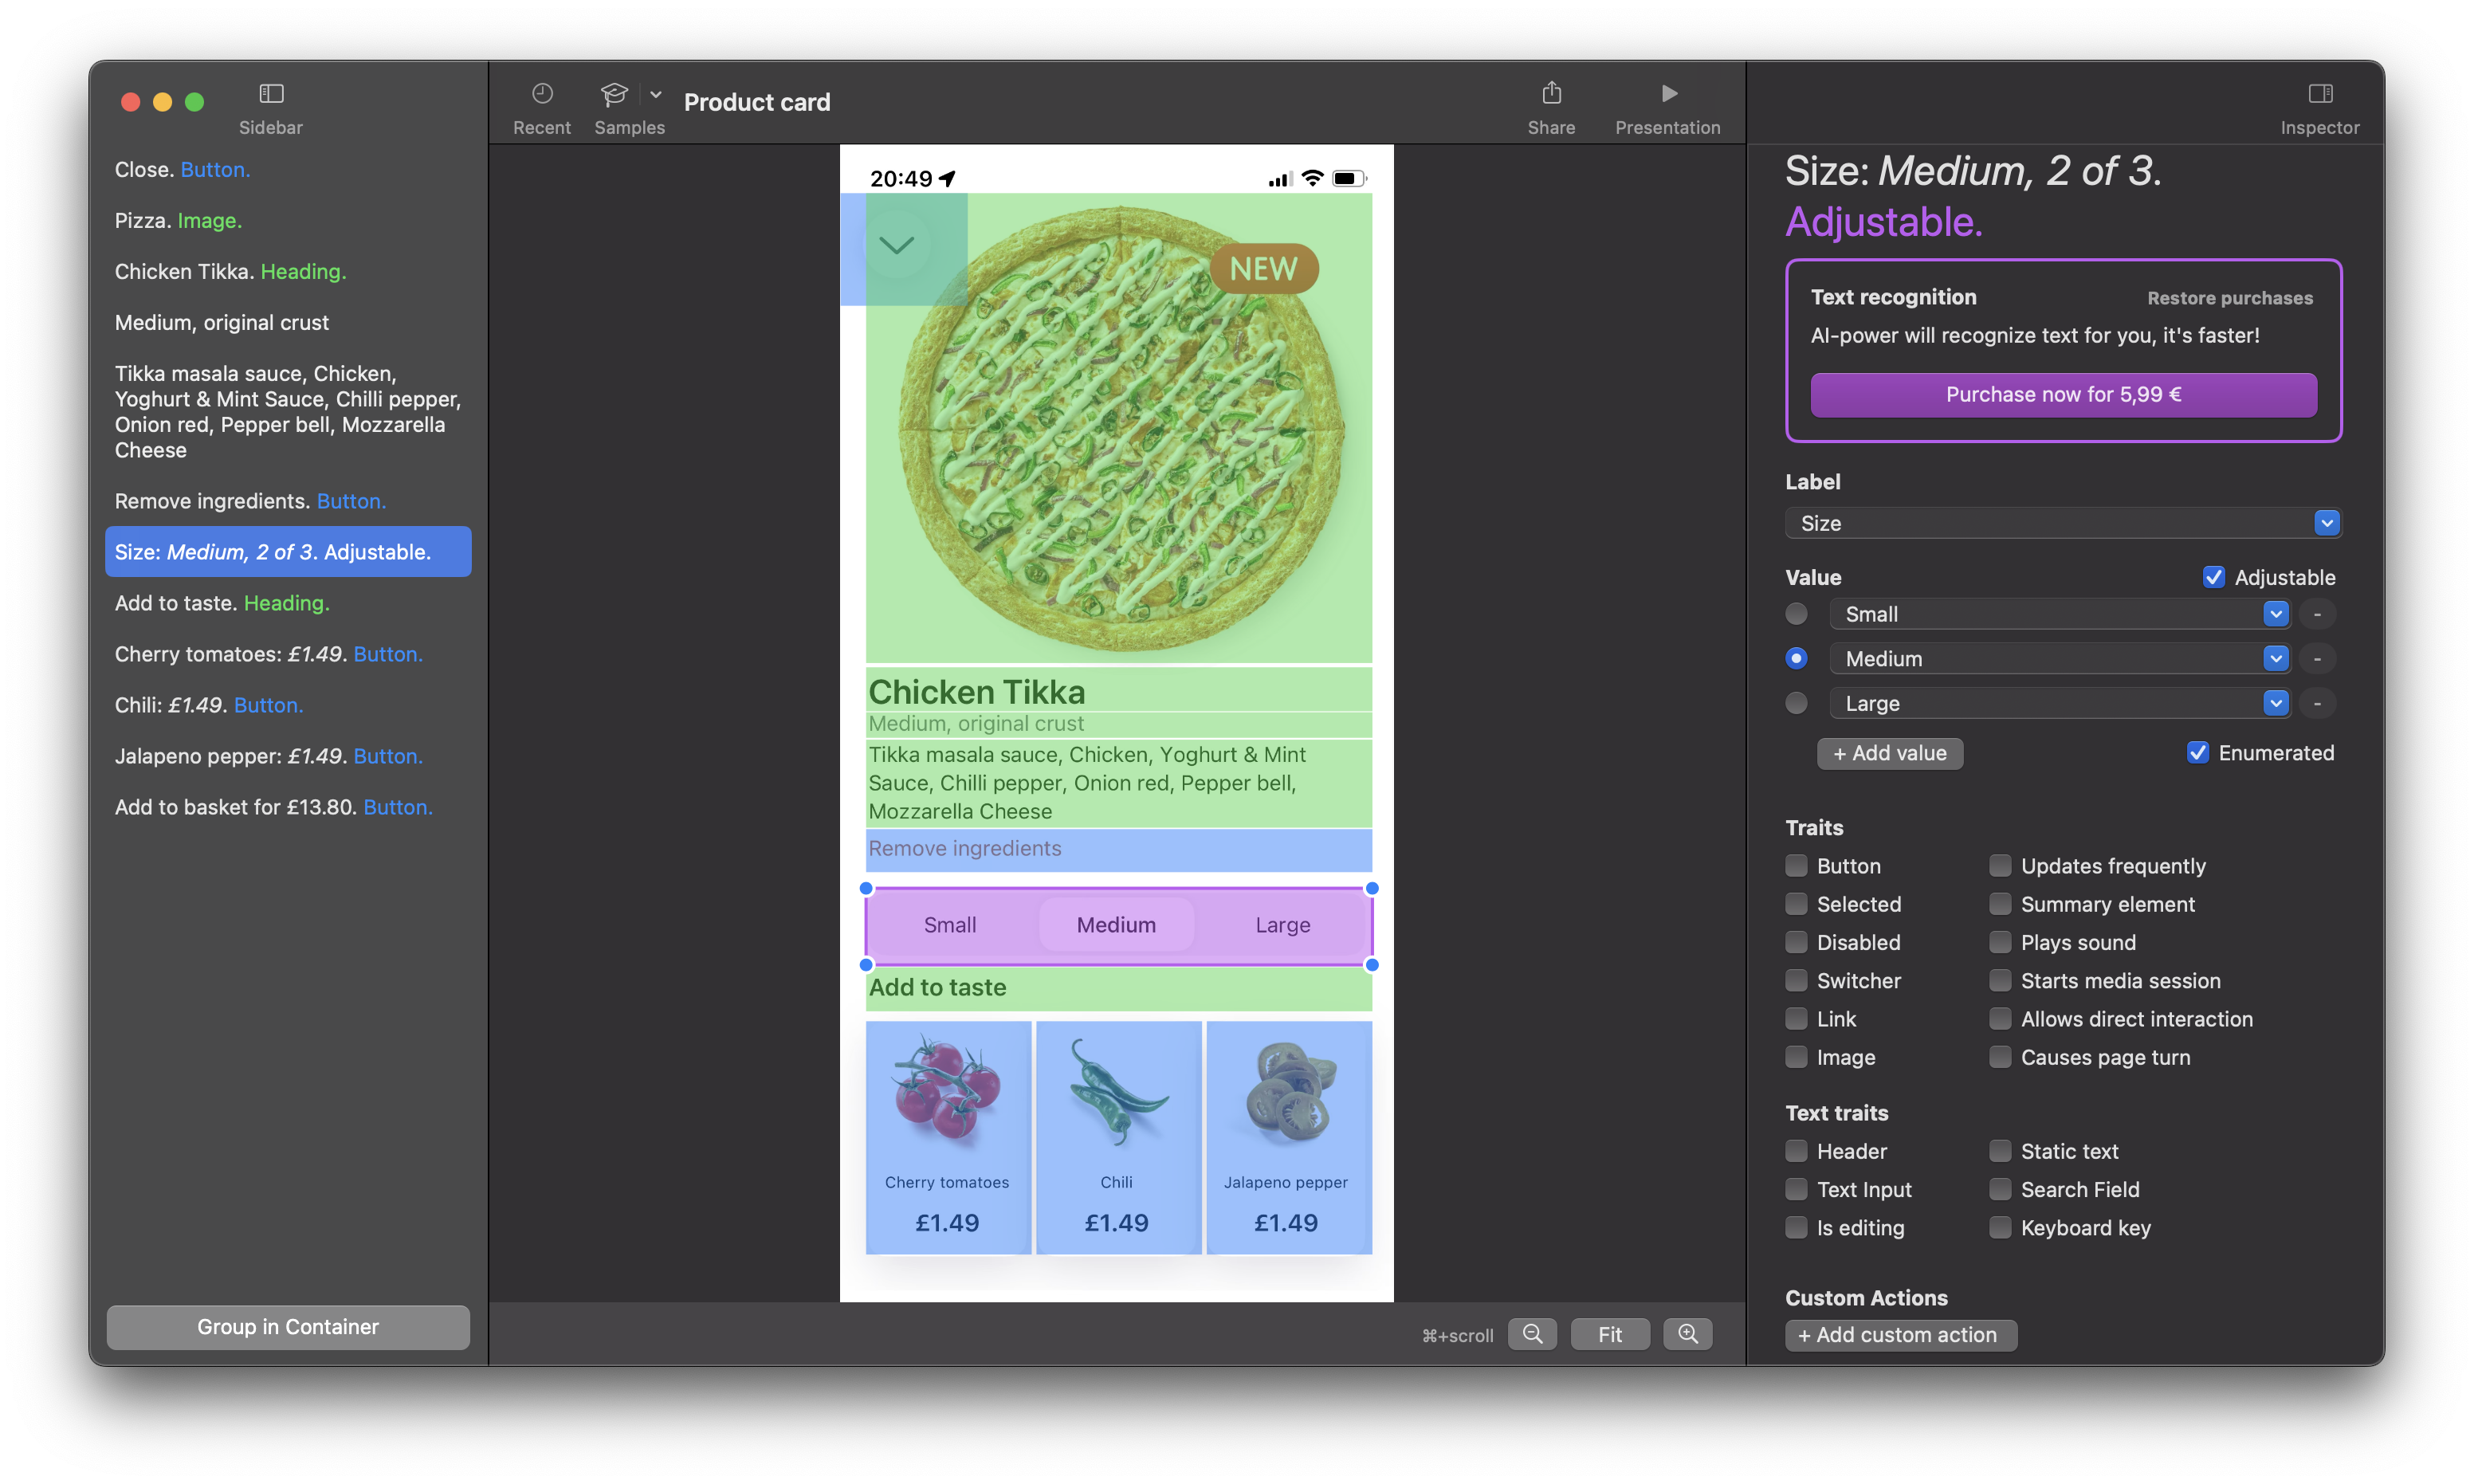 Sidebar
Close. Button.
Pizza. Image.
Chicken Tikka. Heading.
Medium, original crust
Tikka masala sauce, Chicken,
Yoghurt & Mint Sauce, Chilli pepper,
Onion red, Pepper bell, Mozzarella
Cheese
Remove ingredients. Button.
Size: Medium, 2 of 3. Adjustable.
Add to taste. Heading.
Cherry tomatoes: £1.49. Button.
Chili: £1.49. Button.
Jalapeno pepper: £1.49. Button.
Add to basket for £13.80. Button.
Group in Container
Recent
Samples
Product card
Share
Presentation
20:49
NEW
Chicken Tikka
Medium, original crust
Tikka masala sauce, Chicken, Yoghurt & Mint
Sauce, Chilli pepper, Onion red, Pepper bell,
Mozzarella Cheese
Remove ingredients
Small Medium Large
Add to taste
Cherry tomatoes Chili Jalapeno pepper
£1.49 £1.49 £1.49
⌘+scroll
Fit
Inspector
Size: Medium, 2 of 3.
Adjustable.
Text recognition Restore purchases
AI-power will recognize text for you, it's faster!
Purchase now for 5,99 €
Label
Size
Value Adjustable
Small -
Medium -
Large -
+ Add value Enumerated
Traits
Button Updates frequently
Selected Summary element
Disabled Plays sound
Switcher Starts media session
Link Allows direct interaction
Image Causes page turn
Text traits
Header Static text
Text Input Search Field
Is editing Keyboard key
Custom Actions
+ Add custom action